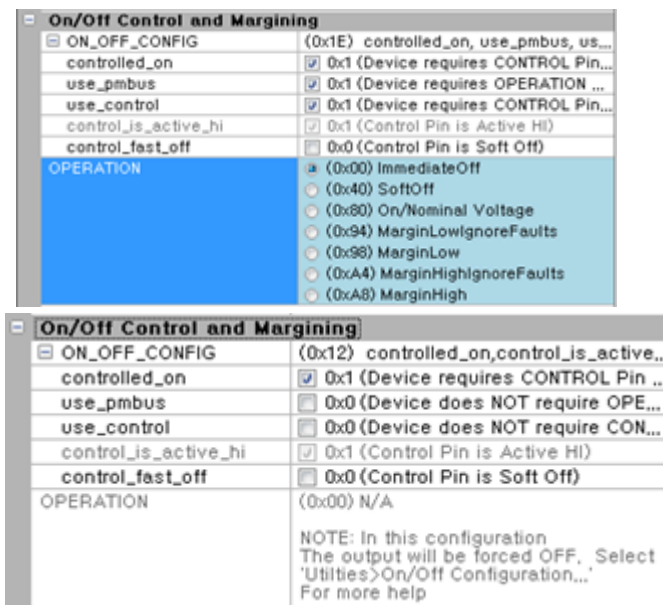 On/Off Control and Margining
ON_OFF_CONFIG (0x1E) controlled_on, use_pmbus, us...
controlled_on 0x1 (Device requires CONTROL Pin...
use_pmbus 0x1 (Device requires OPERATION ...
use_control 0x1 (Device requires CONTROL Pin...
control_is_active_hi 0x1 (Control Pin is Active HI)
control_fast_off 0x0 (Control Pin is Soft Off)
OPERATION (0x00) ImmediateOff
(0x40) SoftOff
(0x80) On/Nominal Voltage
(0x94) MarginLowIgnoreFaults
(0x98) MarginLow
(0xA4) MarginHighIgnoreFaults
(0xA8) MarginHigh
On/Off Control and Margining
ON_OFF_CONFIG (0x12) controlled_on,control_is_active...
controlled_on 0x1 (Device requires CONTROL Pin ...
use_pmbus 0x0 (Device does NOT require OPE...
use_control 0x0 (Device does NOT require CON...
control_is_active_hi 0x1 (Control Pin is Active HI)
control_fast_off 0x0 (Control Pin is Soft Off)
OPERATION (0x00) N/A
NOTE: In this configuration
The output will be forced OFF, Select
'Utilties>On/Off Configuration...'
For more help